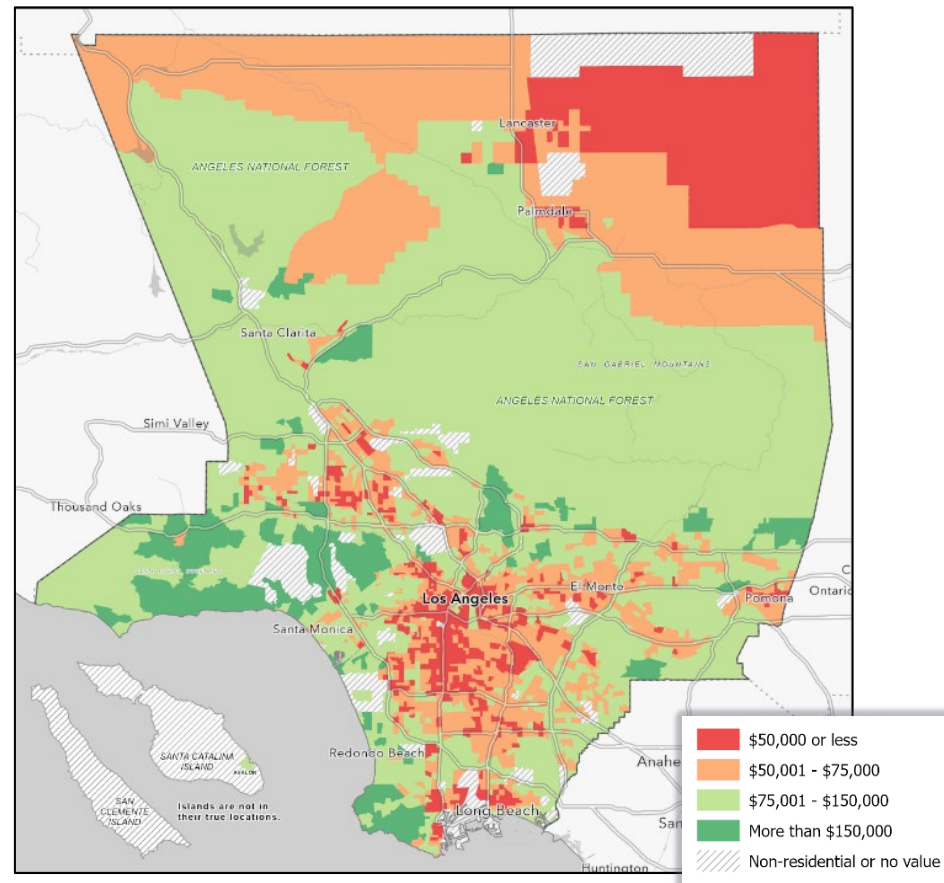 Lancaster
ANGELES NATIONAL FOREST
Palmdale
Santa Clarita
SAN GABRIEL MOUNTAINS
ANGELES NATIONAL FOREST
Simi Valley
Thousand Oaks
El Monte
Los Angeles
Pomona
Ontario
Santa Monica
Redondo Beach
SANTA CATALINA
ISLAND
AVALON
SAN
CLEMENTE
ISLAND
Islands are not in
their true locations.
Long Beach
Anahe
San
Huntington
$50,000 or less
$50,001 - $75,000
$75,001 - $150,000
More than $150,000
Non-residential or no value